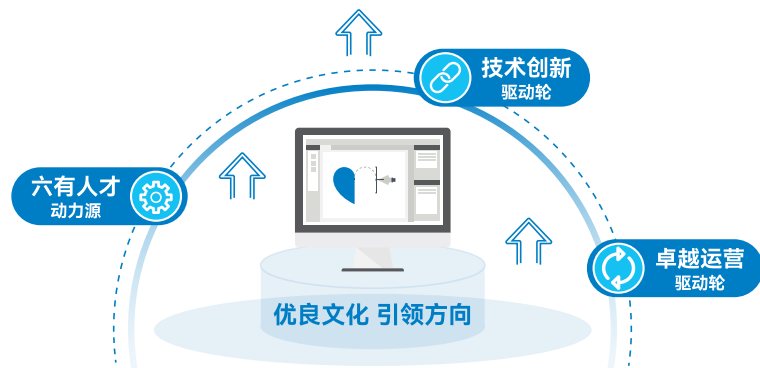 技术创新
驱动轮
六有人才
动力源
卓越运营
驱动轮
优良文化 引领方向